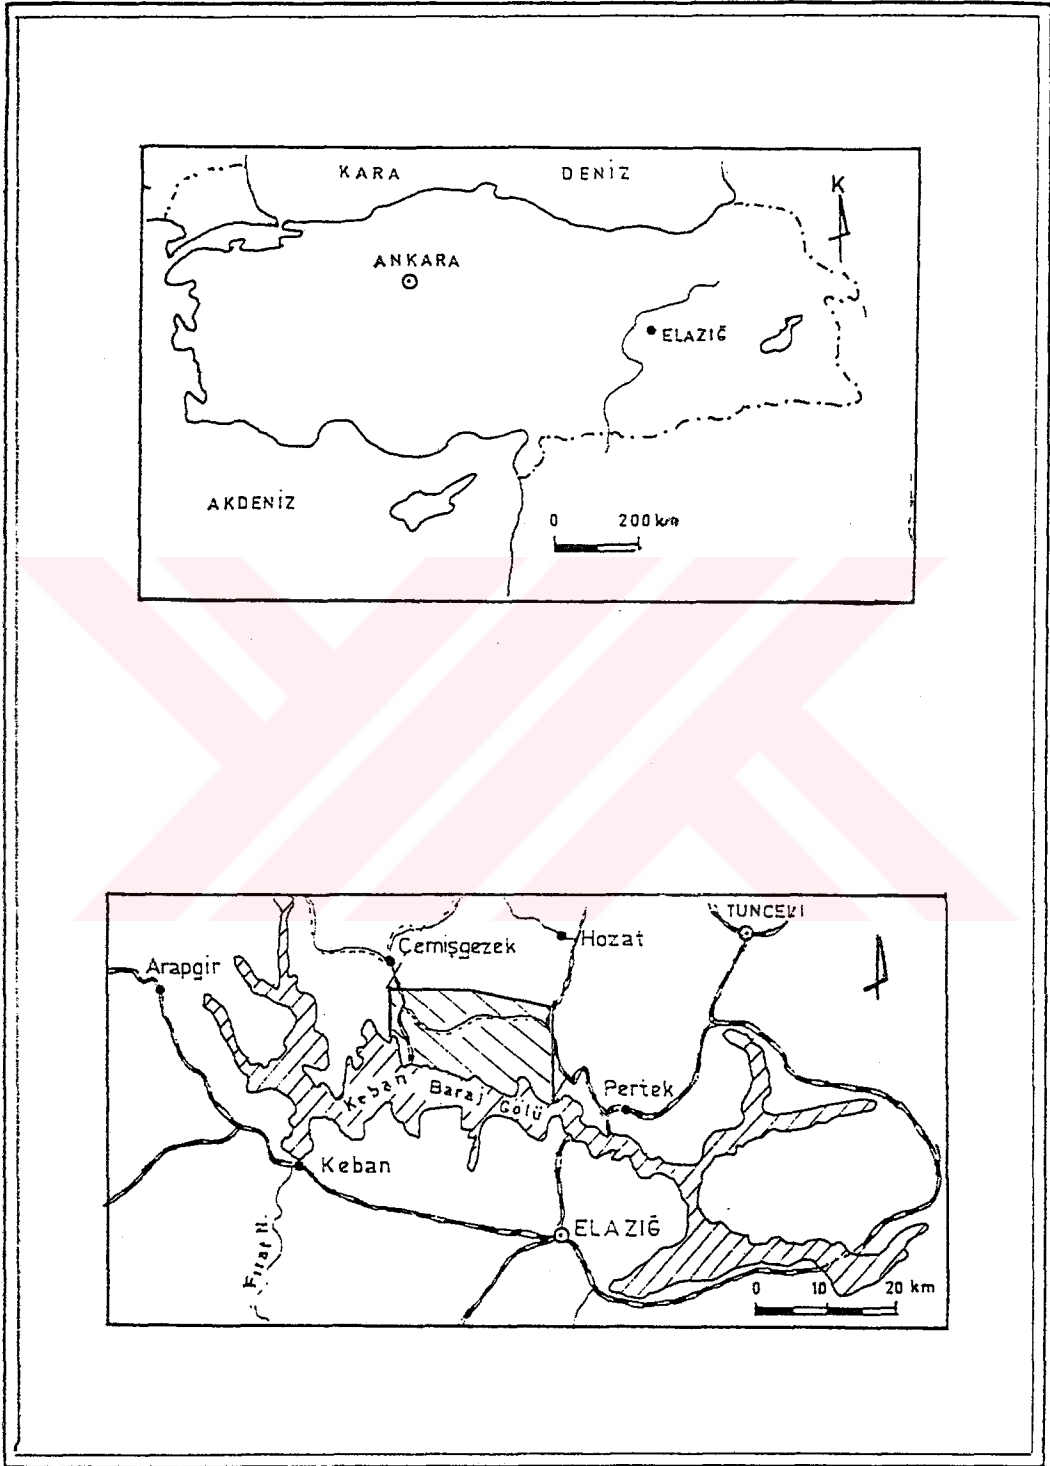 KARA DENİZ
K
ANKARA
ELAZIĞ
AKDENİZ
0 200 km
TUNCELİ
Hozat
Çemişgezek
Arapgir
Keban Baraj Gölü
Pertek
Keban
ELAZIĞ
Fırat N.
0 10 20 km